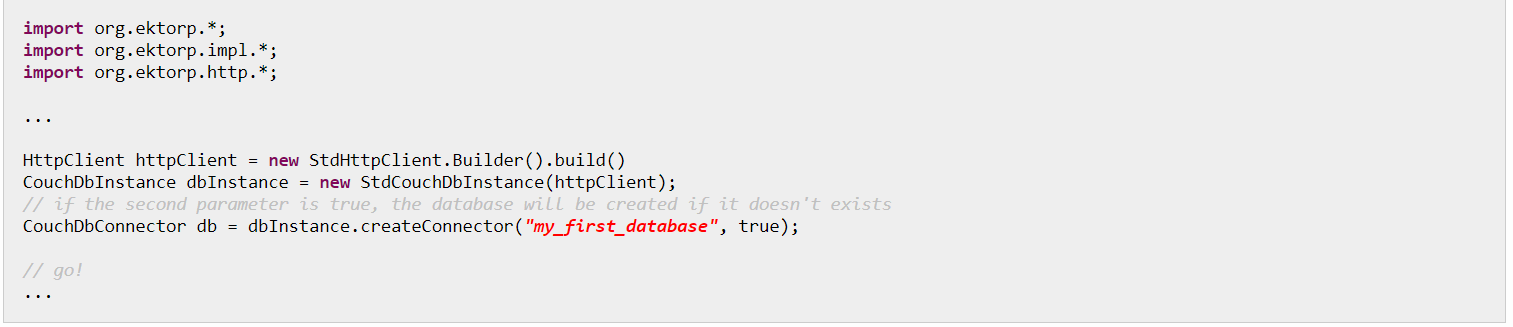 import org.ektorp.*;
import org.ektorp.impl.*;
import org.ektorp.http.*;
...
HttpClient httpClient = new StdHttpClient.Builder().build()
CouchDbInstance dbInstance = new StdCouchDbInstance(httpClient);
// if the second parameter is true, the database will be created if it doesn't exists
CouchDbConnector db = dbInstance.createConnector("my_first_database", true);
// go!
...